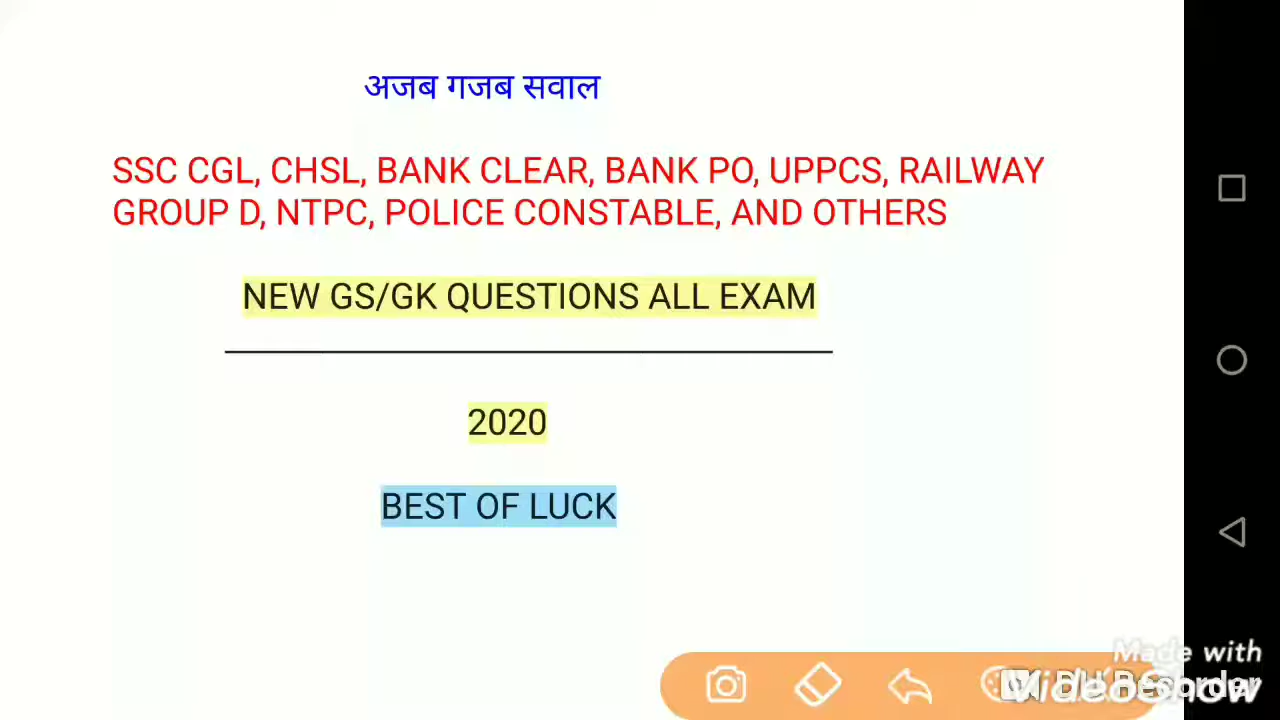 अजब गजब सवाल
SSC CGL, CHSL, BANK CLEAR, BANK PO, UPPCS, RAILWAY
GROUP D, NTPC, POLICE CONSTABLE, AND OTHERS
NEW GS/GK QUESTIONS ALL EXAM
2020
BEST OF LUCK
Made with
VideoShow